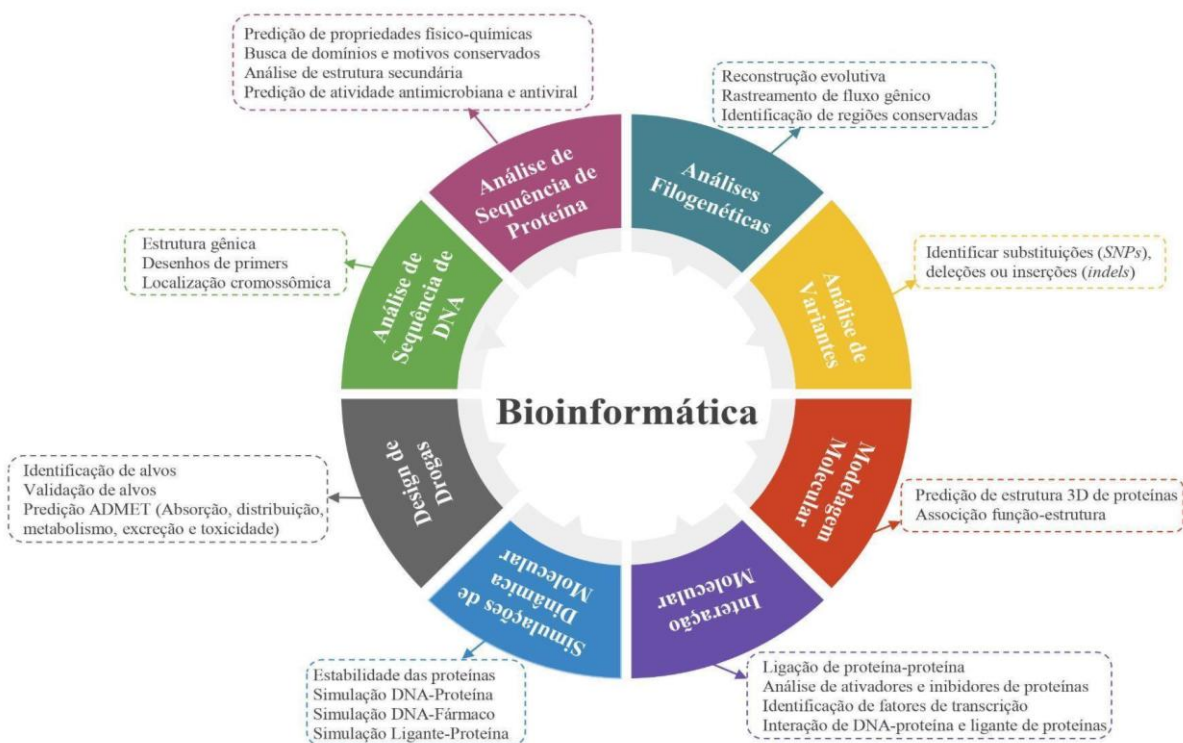 Predição de propriedades físico-químicas
Busca de domínios e motivos conservados
Análise de estrutura secundária
Predição de atividade antimicrobiana e antiviral
Reconstrução evolutiva
Rastreamento de fluxo gênico
Identificação de regiões conservadas
Análise de
Sequência de
Proteína
Análises
Filogenéticas
Estrutura gênica
Desenhos de primers
Localização cromossômica
Análise de
Sequência de
DNA
Análise de
Variantes
Identificar substituições (SNPs),
deleções ou inserções (indels)
Bioinformática
Identificação de alvos
Validação de alvos
Predição ADMET (Absorção, distribuição,
metabolismo, excreção e toxicidade)
Design de
Drogas
Modelagem
Molecular
Predição de estrutura 3D de proteínas
Associção função-estrutura
Simulações de
Dinâmica
Molecular
Interação
Molecular
Estabilidade das proteínas
Simulação DNA-Proteína
Simulação DNA-Fármaco
Simulação Ligante-Proteína
Ligação de proteína-proteína
Análise de ativadores e inibidores de proteínas
Identificação de fatores de transcrição
Interação de DNA-proteína e ligante de proteínas